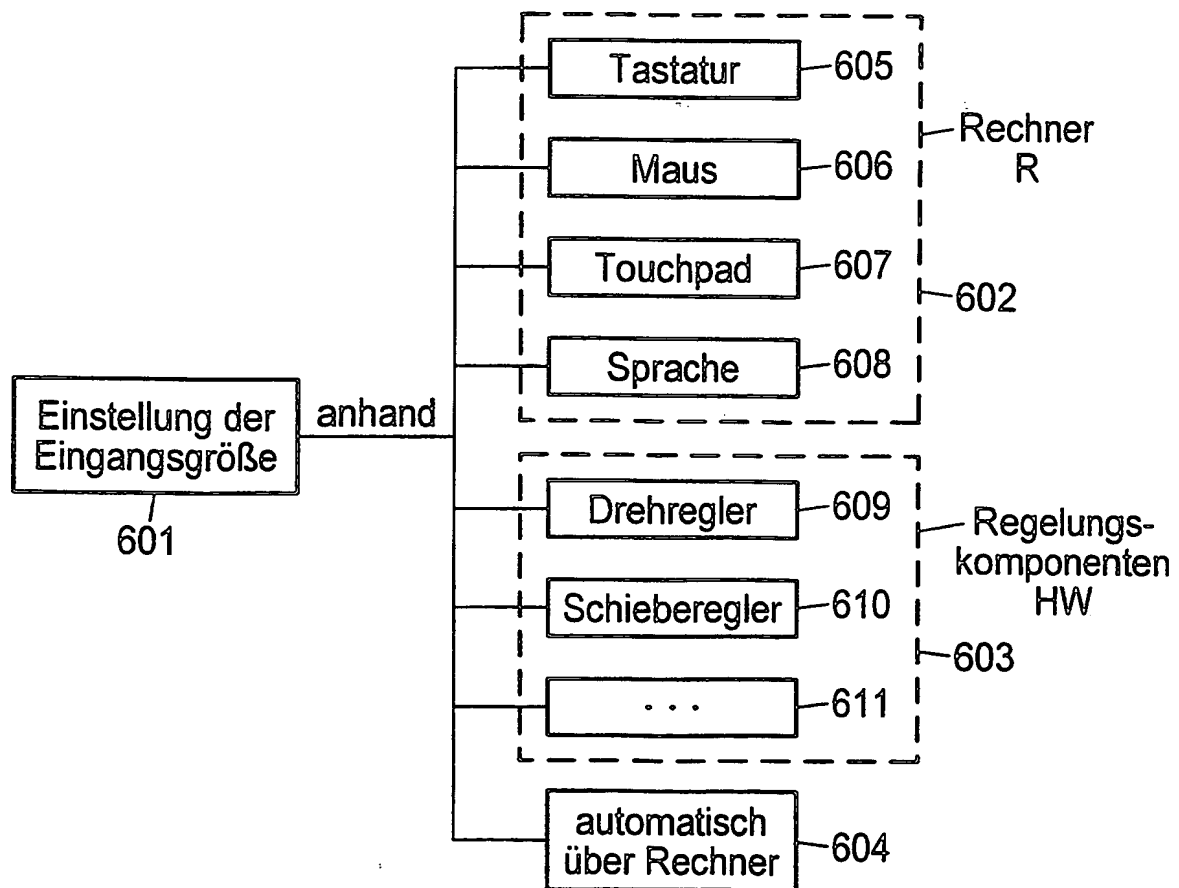 Tastatur
605
Maus
606
Rechner
R
Touchpad
607
602
Sprache
608
Einstellung der
Eingangsgröße
601
anhand
Drehregler
609
Regelungs-
komponenten
HW
Schieberegler
610
603
. . .
611
automatisch
über Rechner
604